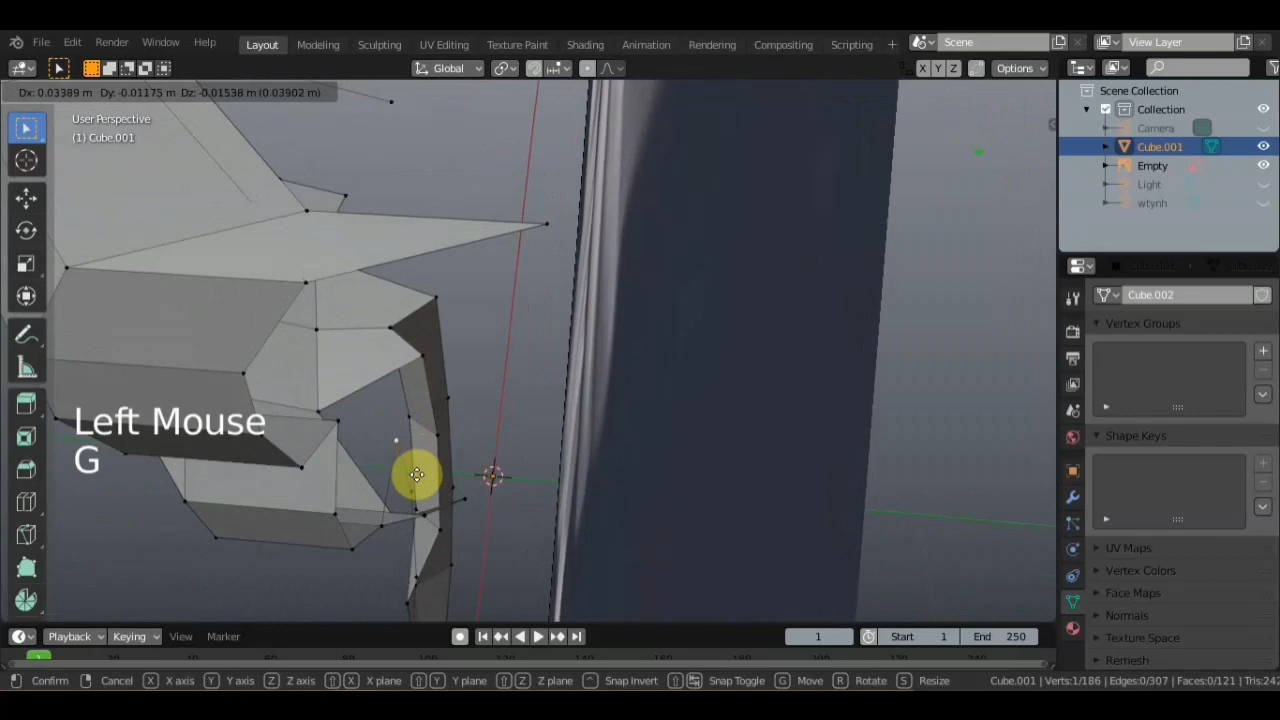 File Edit Render Window Help Layout Modeling Sculpting UV Editing Texture Paint Shading Animation Rendering Compositing Scripting + Scene View Layer
Global X Y Z Options
Dx: 0.03389 m Dy: -0.01175 m Dz: -0.01538 m (0.03902 m)
User Perspective
(1) Cube.001
Scene Collection
Collection
Camera
Cube.001
Empty
Light
wtynh
Cube.002
Vertex Groups
Shape Keys
UV Maps
Vertex Colors
Face Maps
Normals
Texture Space
Remesh
Left Mouse
G
Playback Keying View Marker 1 Start 1 End 250
Confirm Cancel X X axis Y Y axis Z Z axis X X plane Y Y plane Z Z plane Snap Invert Snap Toggle G Move R Rotate S Resize Cube.001 | Verts:1/186 | Edges:0/307 | Faces:0/121 | Tris:242